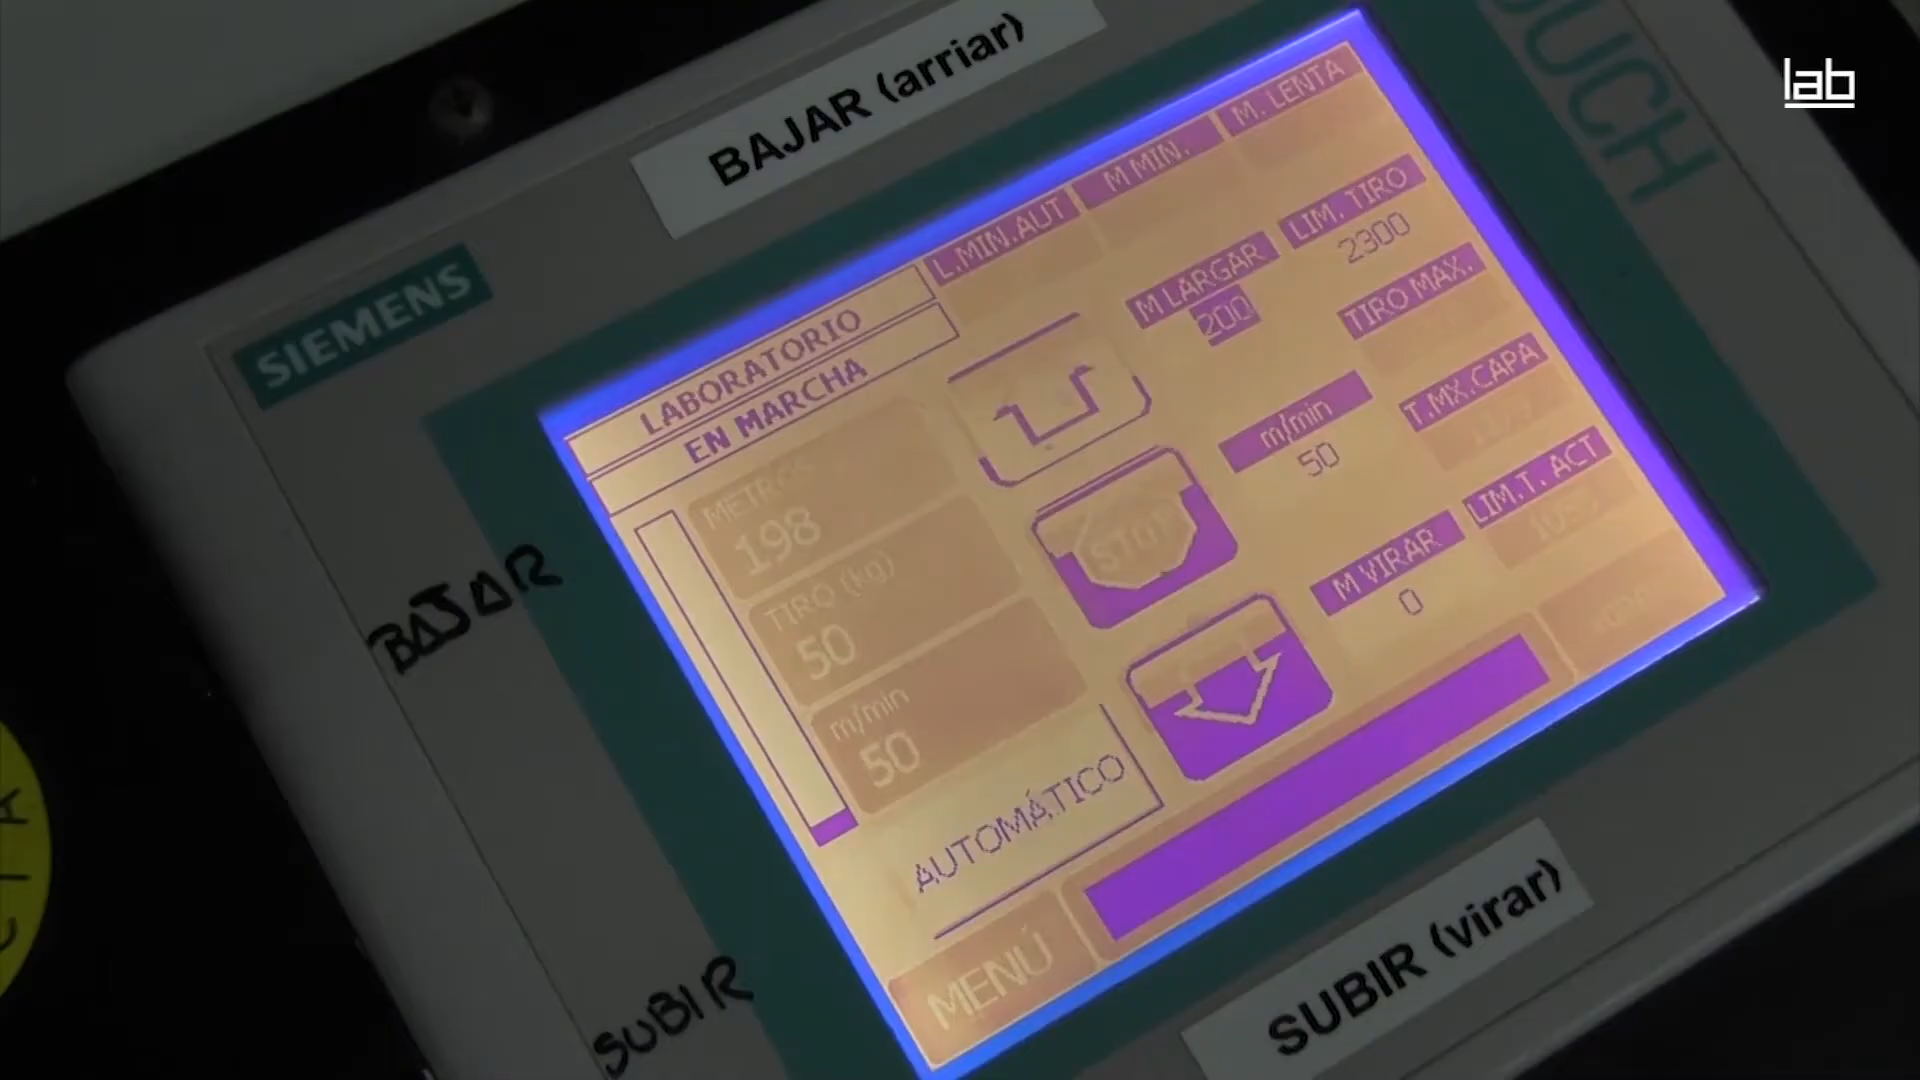 lab
BAJAR (arriar)
SIEMENS
OUCH
LABORATORIO
EN MARCHA
L.MIN.AUT
M MIN.
M. LENTA
METROS
198
TIRO (kg)
50
m/min
50
AUTOMÁTICO
MENÚ
STOP
M LARGAR
200
LIM. TIRO
2300
TIRO MAX.
m/min
50
T.MX.CAPA
M VIRAR
0
LIM.T. ACT
BAJAR
SUBIR
SUBIR (virar)